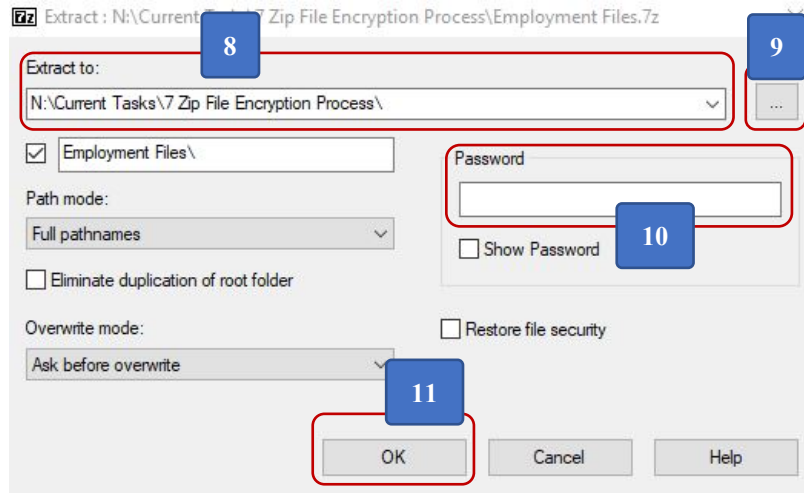 Extract : N:\Current Tasks\7 Zip File Encryption Process\Employment Files.7z
8
9
Extract to:
N:\Current Tasks\7 Zip File Encryption Process\
...
Employment Files\
Password
Path mode:
Full pathnames
10
Show Password
Eliminate duplication of root folder
Overwrite mode:
Restore file security
Ask before overwrite
11
OK Cancel Help